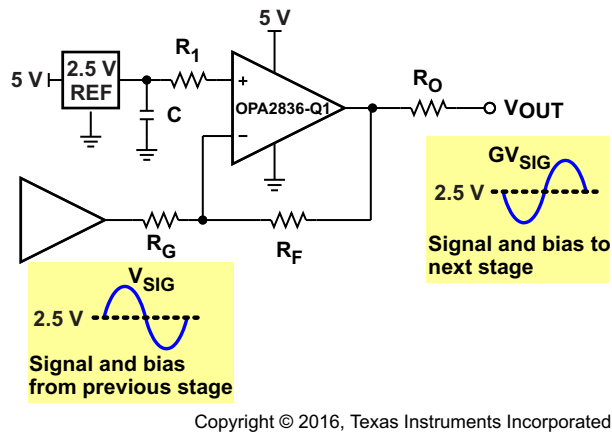 5 V
5 V
2.5 V
REF
R1
C
+
OPA2836-Q1
−
RO
VOUT
RG
RF
GVSIG
2.5 V
Signal and bias to
next stage
VSIG
2.5 V
Signal and bias
from previous stage
Copyright © 2016, Texas Instruments Incorporated